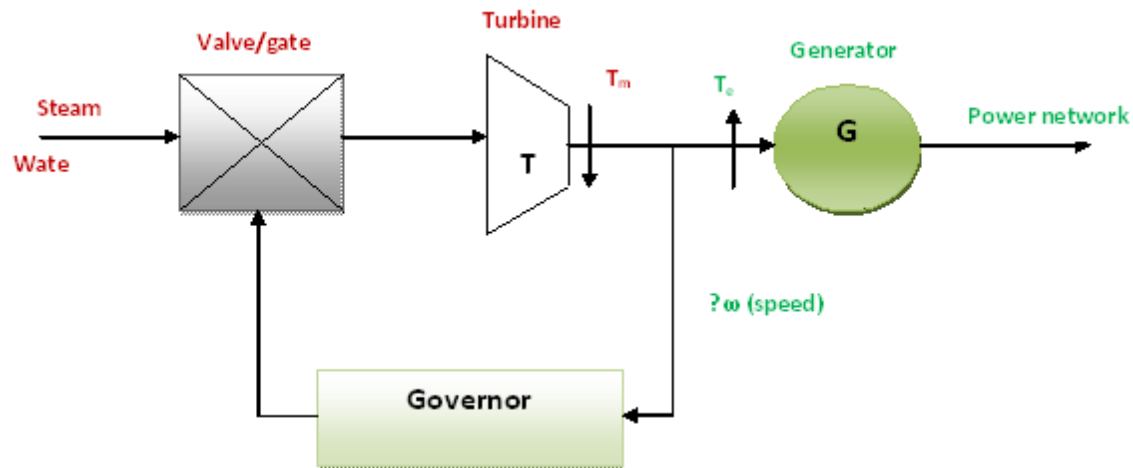 Turbine
Valve/gate
Generator
Steam
Tm
Te
Power network
Wate
T
G
?ω (speed)
Governor